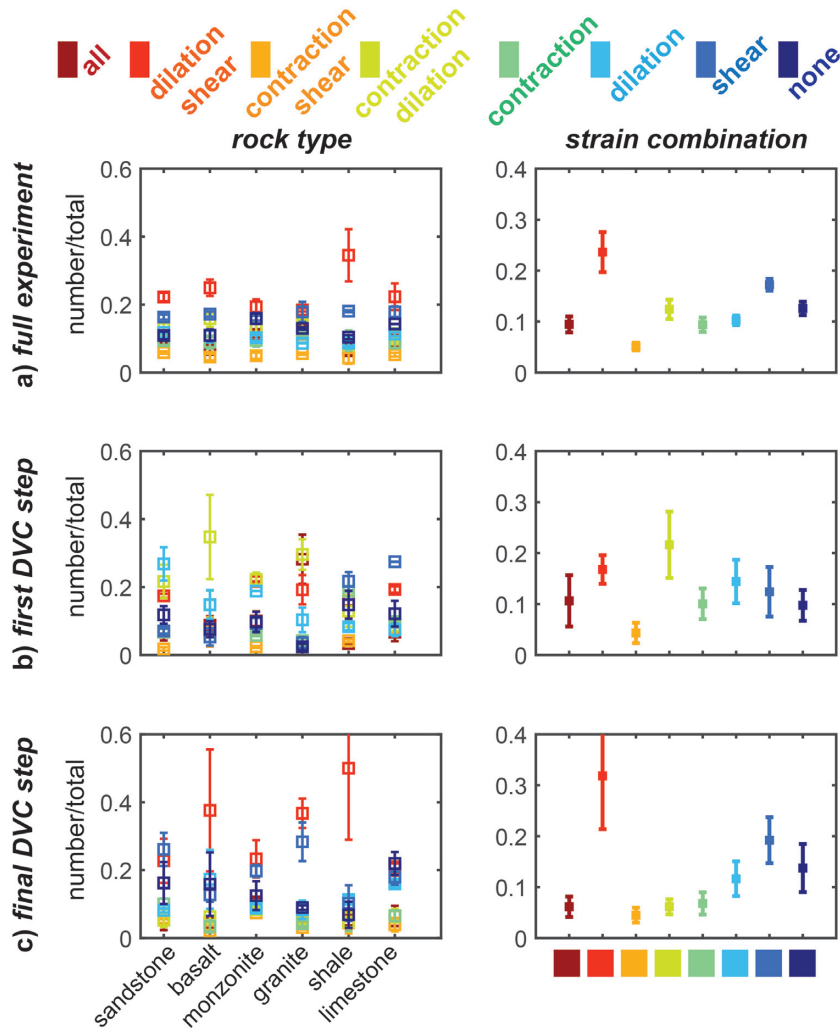 all
dilation
shear
contraction
shear
contraction
dilation
contraction
dilation
shear
none
rock type
strain combination
a) full experiment
number/total
0.6
0.4
0.2
0
0.4
0.3
0.2
0.1
0
b) first DVC step
number/total
0.6
0.4
0.2
0
0.4
0.3
0.2
0.1
0
c) final DVC step
number/total
0.6
0.4
0.2
0
0.4
0.3
0.2
0.1
0
sandstone
basalt
monzonite
granite
shale
limestone